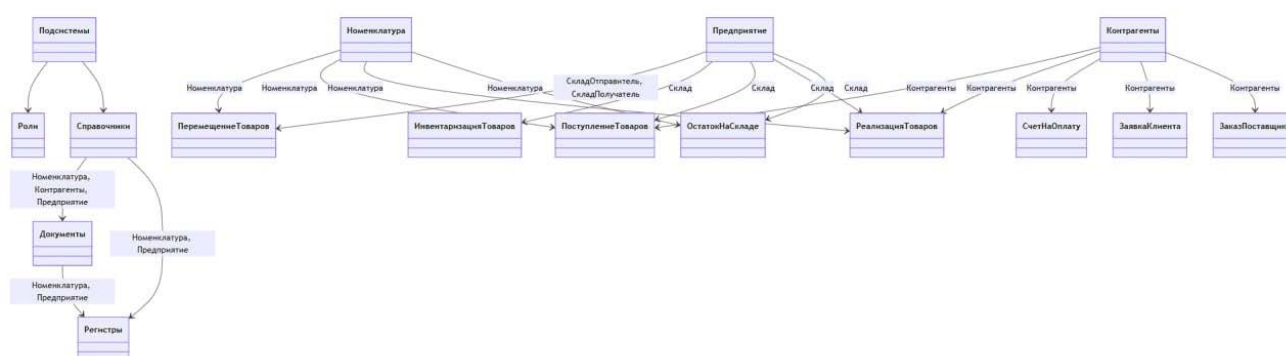 Подсистемы
Номенклатура
Предприятие
Контрагенты
Номенклатура
Номенклатура
Номенклатура
Номенклатура
СкладОтправитель,
СкладПолучатель
Склад
Склад
Склад
Склад
Контрагенты
Контрагенты
Контрагенты
Контрагенты
Контрагенты
Роли
Справочники
ПеремещениеТоваров
ИнвентаризацияТоваров
ПоступлениеТоваров
ОстатокНаСкладе
РеализацияТоваров
СчетНаОплату
ЗаявкаКлиента
ЗаказПоставщик
Номенклатура,
Контрагенты,
Предприятие
Документы
Номенклатура,
Предприятие
Номенклатура,
Предприятие
Регистры